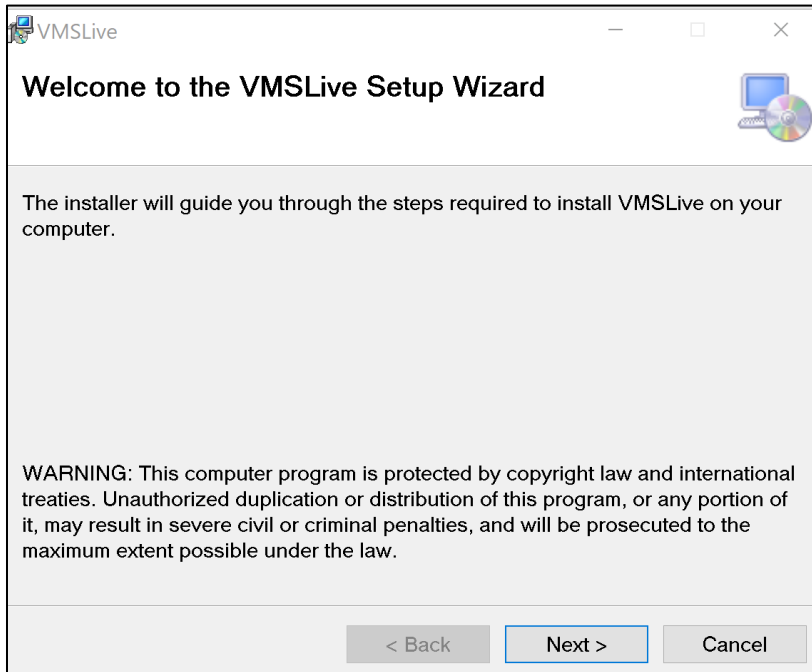 VMSLive
Welcome to the VMSLive Setup Wizard
The installer will guide you through the steps required to install VMSLive on your
computer.
WARNING: This computer program is protected by copyright law and international
treaties. Unauthorized duplication or distribution of this program, or any portion of
it, may result in severe civil or criminal penalties, and will be prosecuted to the
maximum extent possible under the law.
< Back Next > Cancel